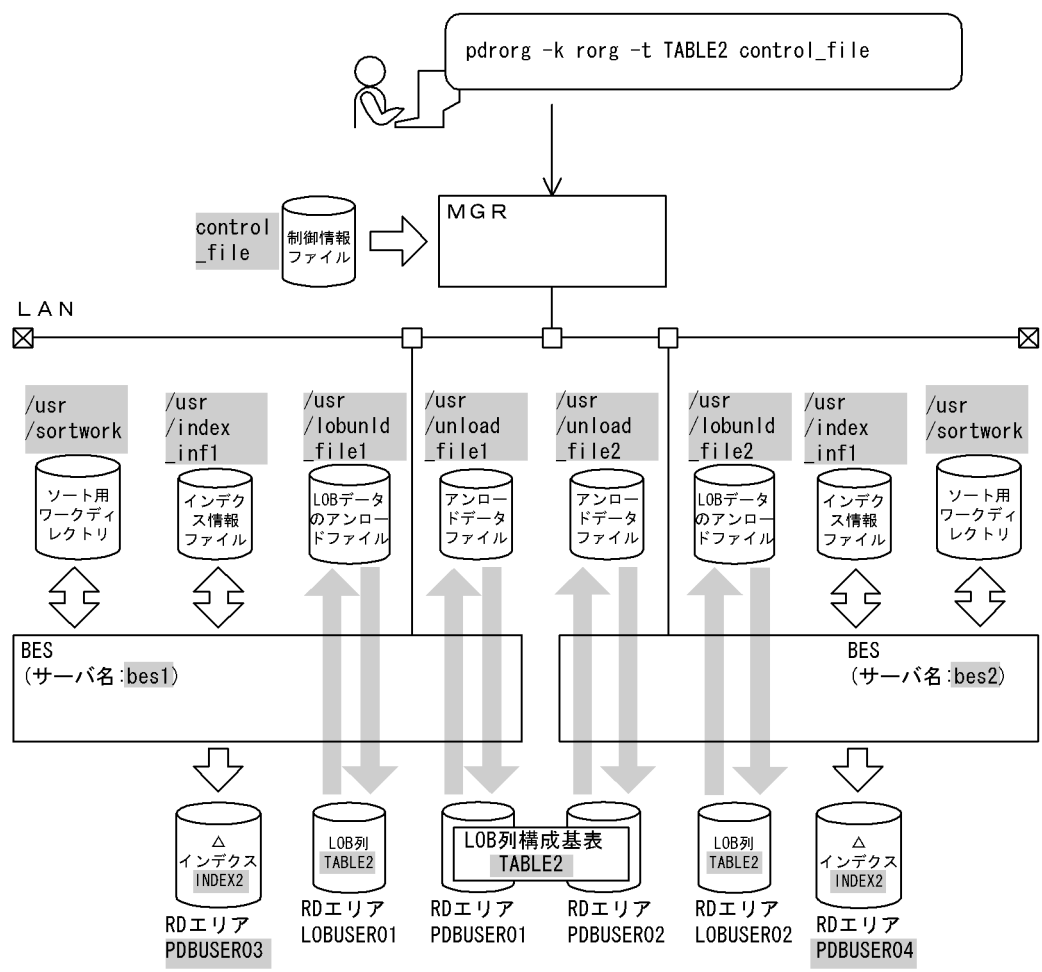 pdrorg -k rorg -t TABLE2 control_file
MGR
control
_file
制御情報
ファイル
LAN
/usr
/sortwork
/usr
/index
_inf1
/usr
/lobunld
_file1
/usr
/unload
_file1
/usr
/unload
_file2
/usr
/lobunld
_file2
/usr
/index
_inf1
/usr
/sortwork
ソート用
ワークディ
レクトリ
インデク
ス情報
ファイル
LOBデータ
のアンロー
ドファイル
アンロー
ドデータ
ファイル
アンロー
ドデータ
ファイル
LOBデータ
のアンロー
ドファイル
インデク
ス情報
ファイル
ソート用
ワークディ
レクトリ
BES
(サーバ名:bes1)
BES
(サーバ名:bes2)
△
インデクス
INDEX2
LOB列
TABLE2
LOB列構成基表
TABLE2
LOB列
TABLE2
△
インデクス
INDEX2
RDエリア
PDBUSER03
RDエリア
LOBUSER01
RDエリア
PDBUSER01
RDエリア
PDBUSER02
RDエリア
LOBUSER02
RDエリア
PDBUSER04